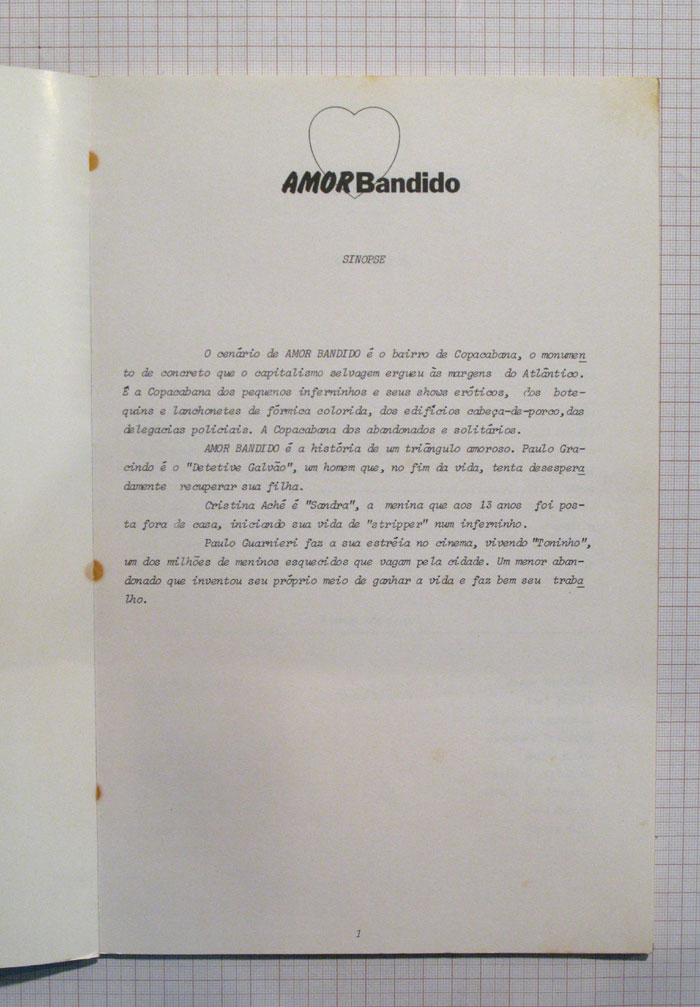 AMOR Bandido
SINOPSE
O cenário de AMOR BANDIDO é o bairro de Copacabana, o monumen
to de concreto que o capitalismo selvagem ergueu às margens do Atlântico.
É a Copacabana dos pequenos inferninhos e seus shows eróticos, dos bote-
quins e lanchonetes de fórmica colorida, dos edifícios cabeça-de-porco,das
delegacias policiais. A Copacabana dos abandonados e solitários.
AMOR BANDIDO é a história de um triângulo amoroso. Paulo Gra-
cindo é o "Detetive Galvão", um homem que, no fim da vida, tenta desespera
damente recuperar sua filha.
Cristina Aché é "Sandra", a menina que aos 13 anos foi pos-
ta fora de casa, iniciando sua vida de "stripper" num inferninho.
Paulo Guarnieri faz a sua estréia no cinema, vivendo "Toninho",
um dos milhões de meninos esquecidos que vagam pela cidade. Um menor aban-
donado que inventou seu próprio meio de ganhar a vida e faz bem seu traba
lho.
1